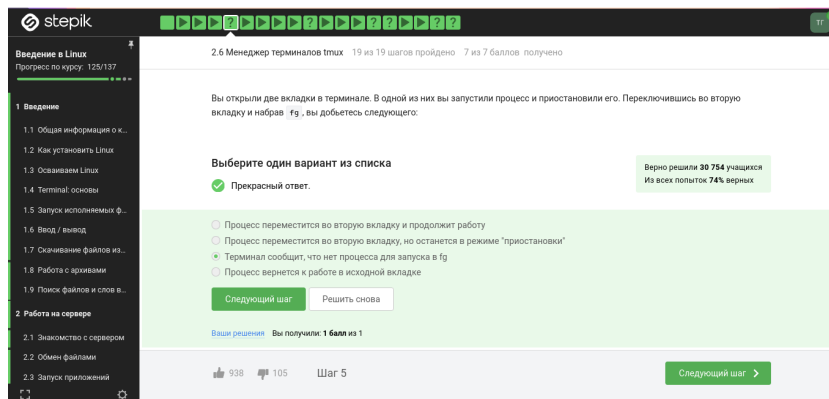 stepik
? ? ? ? ? ?
ТГ
Введение в Linux
Прогресс по курсу: 125/137
2.6 Менеджер терминалов tmux 19 из 19 шагов пройдено 7 из 7 баллов получено
1 Введение
1.1 Общая информация о к...
1.2 Как установить Linux
1.3 Осваиваем Linux
1.4 Terminal: основы
1.5 Запуск исполняемых ф...
1.6 Ввод / вывод
1.7 Скачивание файлов из...
1.8 Работа с архивами
1.9 Поиск файлов и слов в...
2 Работа на сервере
2.1 Знакомство с сервером
2.2 Обмен файлами
2.3 Запуск приложений
Вы открыли две вкладки в терминале. В одной из них вы запустили процесс и приостановили его. Переключившись во вторую
вкладку и набрав fg, вы добьетесь следующего:
Выберите один вариант из списка
Прекрасный ответ.
Верно решили 30 754 учащихся
Из всех попыток 74% верных
Процесс переместится во вторую вкладку и продолжит работу
Процесс переместится во вторую вкладку, но останется в режиме "приостановки"
Терминал сообщит, что нет процесса для запуска в fg
Процесс вернется к работе в исходной вкладке
Следующий шаг Решить снова
Ваши решения Вы получили: 1 балл из 1
938 105 Шаг 5 Следующий шаг